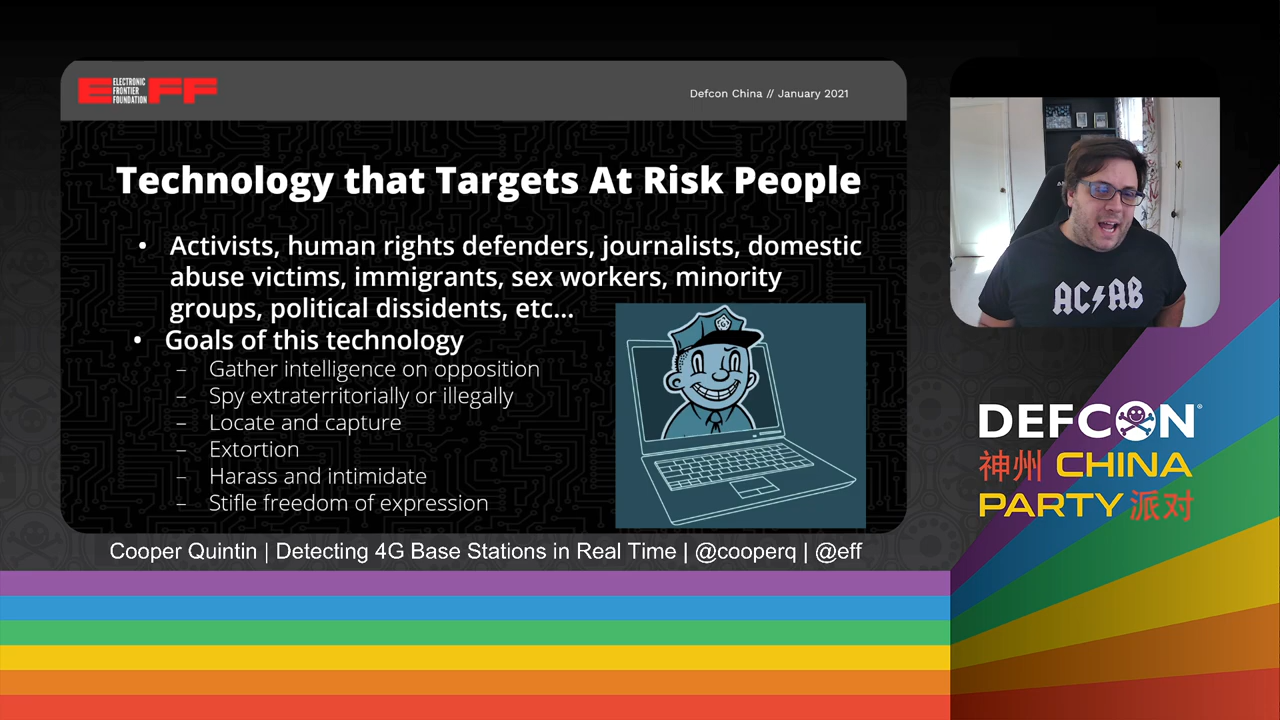 EFF
ELECTRONIC
FRONTIER
FOUNDATION
Defcon China // January 2021
Technology that Targets At Risk People
• Activists, human rights defenders, journalists, domestic
abuse victims, immigrants, sex workers, minority
groups, political dissidents, etc...
• Goals of this technology
– Gather intelligence on opposition
– Spy extraterritorially or illegally
– Locate and capture
– Extortion
– Harass and intimidate
– Stifle freedom of expression
Cooper Quintin | Detecting 4G Base Stations in Real Time | @cooperq | @eff
AC⚡AB
DEFCON®
神州 CHINA
PARTY 派对